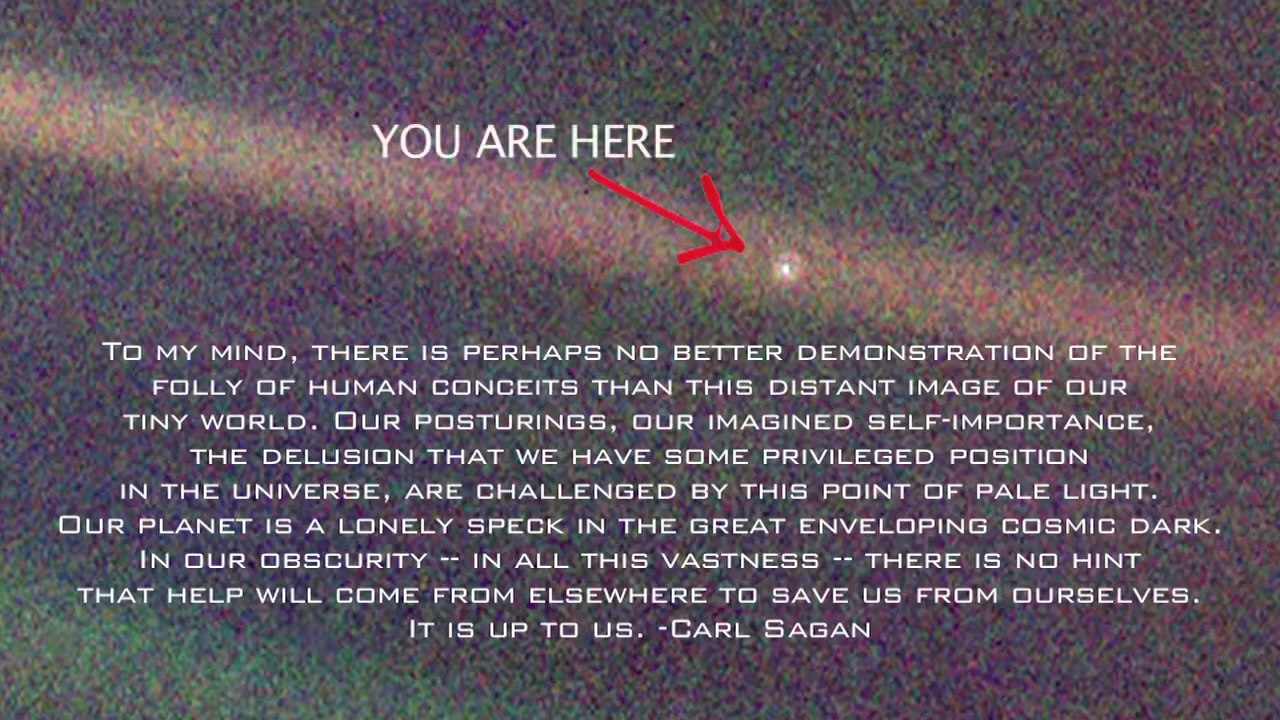 YOU ARE HERE
To my mind, there is perhaps no better demonstration of the
folly of human conceits than this distant image of our
tiny world. Our posturings, our imagined self-importance,
the delusion that we have some privileged position
in the universe, are challenged by this point of pale light.
Our planet is a lonely speck in the great enveloping cosmic dark.
In our obscurity -- in all this vastness -- there is no hint
that help will come from elsewhere to save us from ourselves.
It is up to us. -Carl Sagan